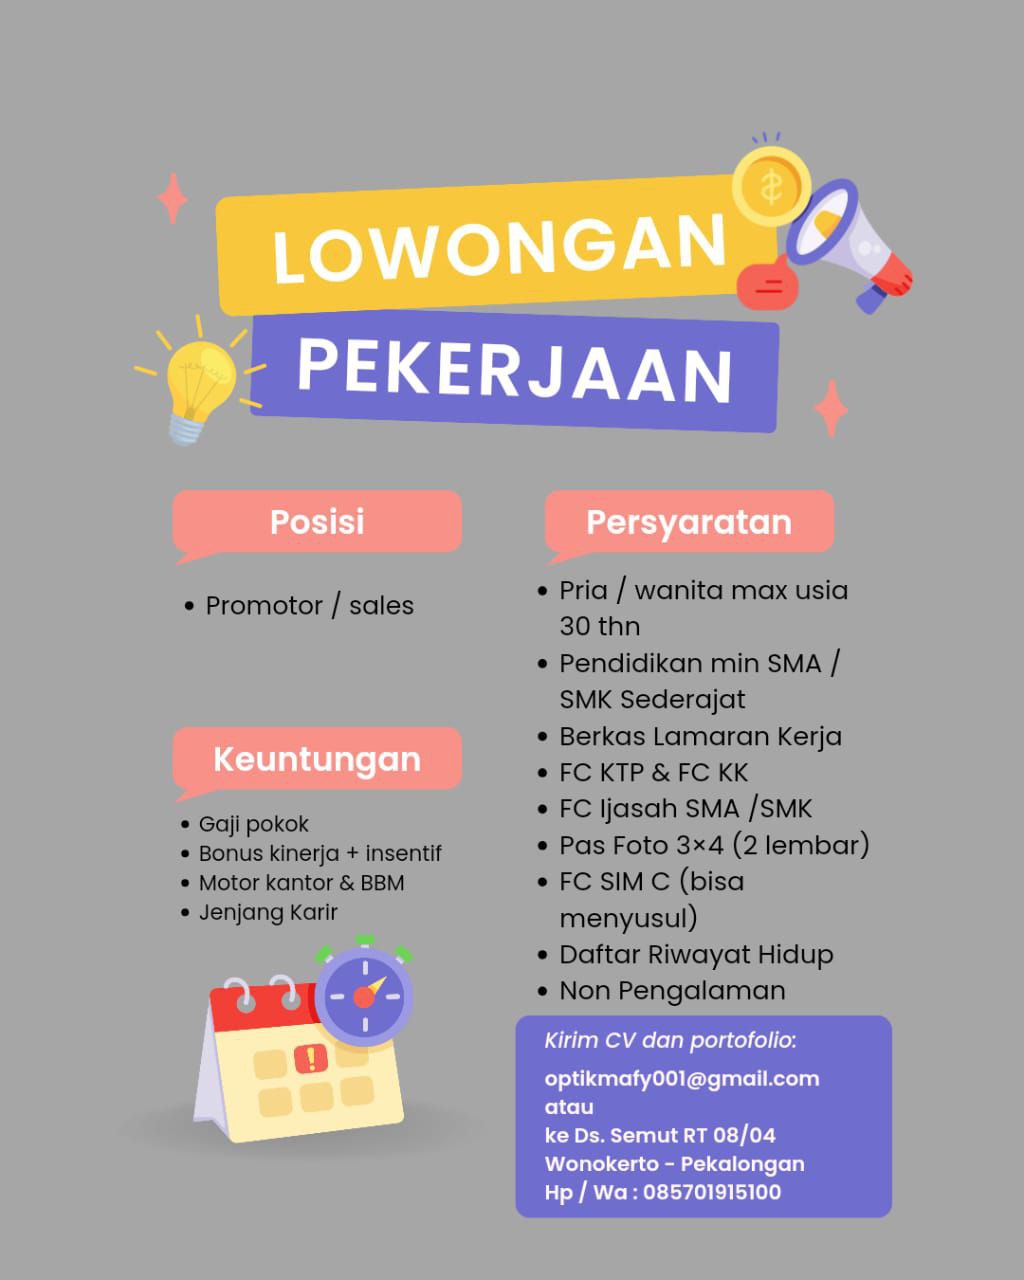 LOWONGAN
PEKERJAAN
Posisi
• Promotor / sales
Keuntungan
• Gaji pokok
• Bonus kinerja + insentif
• Motor kantor & BBM
• Jenjang Karir
Persyaratan
• Pria / wanita max usia
30 thn
• Pendidikan min SMA /
SMK Sederajat
• Berkas Lamaran Kerja
• FC KTP & FC KK
• FC Ijasah SMA /SMK
• Pas Foto 3×4 (2 lembar)
• FC SIM C (bisa
menyusul)
• Daftar Riwayat Hidup
• Non Pengalaman
Kirim CV dan portofolio:
optikmafy001@gmail.com
atau
ke Ds. Semut RT 08/04
Wonokerto - Pekalongan
Hp / Wa : 085701915100